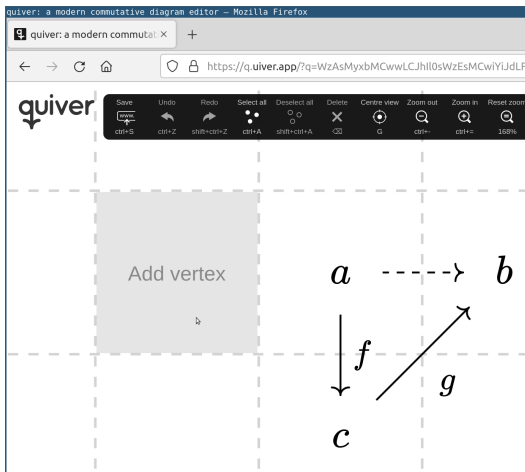 quiver: a modern commutative diagram editor — Mozilla Firefox
quiver: a modern commutat
https://q.uiver.app/?q=WzAsMyxbMCwwLCJhIl0sWzEsMCwiYiJdLF
quiver
Save Undo Redo Select all Deselect all Delete Centre view Zoom out Zoom in Reset zoom
www.
ctrl+S ctrl+Z shift+ctrl+Z ctrl+A shift+ctrl+A ⌫ G ctrl+- ctrl+= 168%
Add vertex
a b
f
g
c